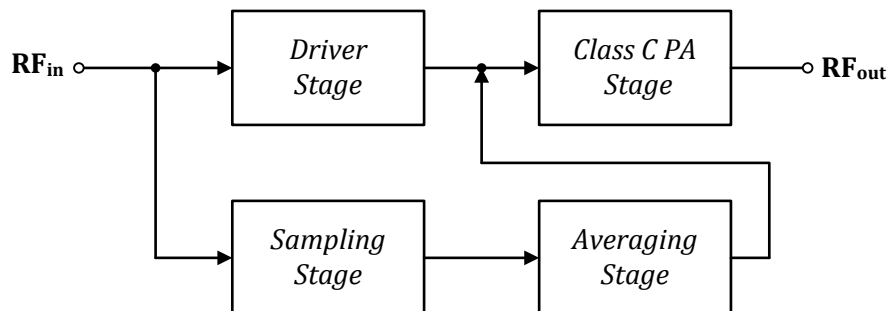 RFin
Driver
Stage
Class C PA
Stage
RFout
Sampling
Stage
Averaging
Stage